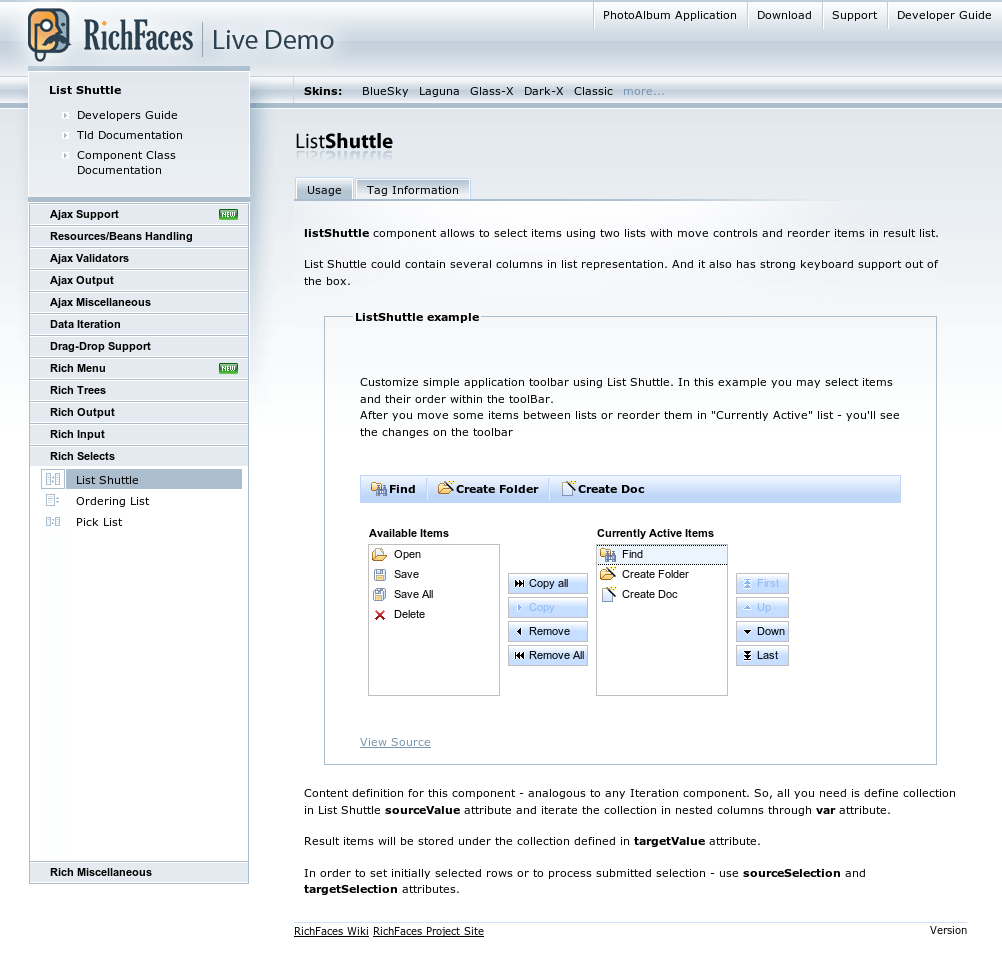 PhotoAlbum Application Download Support Developer Guide
RichFaces Live Demo
Skins: BlueSky Laguna Glass-X Dark-X Classic more...
List Shuttle
Developers Guide
Tld Documentation
Component Class
Documentation
Ajax Support NEW
Resources/Beans Handling
Ajax Validators
Ajax Output
Ajax Miscellaneous
Data Iteration
Drag-Drop Support
Rich Menu NEW
Rich Trees
Rich Output
Rich Input
Rich Selects
List Shuttle
Ordering List
Pick List
Rich Miscellaneous
ListShuttle
Usage Tag Information
listShuttle component allows to select items using two lists with move controls and reorder items in result list.
List Shuttle could contain several columns in list representation. And it also has strong keyboard support out of
the box.
ListShuttle example
Customize simple application toolbar using List Shuttle. In this example you may select items
and their order within the toolBar.
After you move some items between lists or reorder them in "Currently Active" list - you'll see
the changes on the toolbar
Find Create Folder Create Doc
Available Items
Open
Save
Save All
Delete
Copy all
Copy
Remove
Remove All
Currently Active Items
Find
Create Folder
Create Doc
First
Up
Down
Last
View Source
Content definition for this component - analogous to any Iteration component. So, all you need is define collection
in List Shuttle sourceValue attribute and iterate the collection in nested columns through var attribute.
Result items will be stored under the collection defined in targetValue attribute.
In order to set initially selected rows or to process submitted selection - use sourceSelection and
targetSelection attributes.
RichFaces Wiki RichFaces Project Site Version